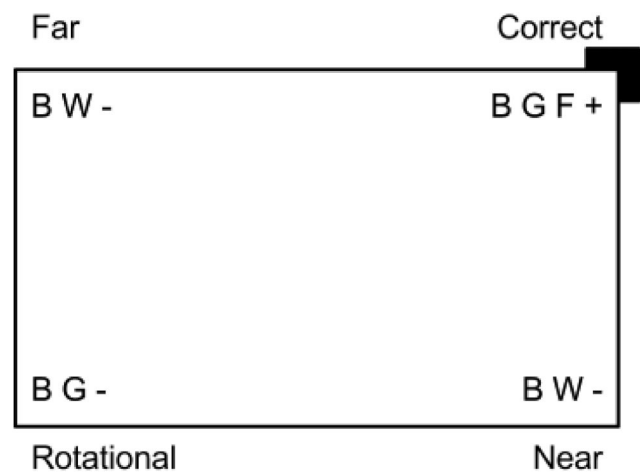 Far Correct
B W - B G F +
B G - B W -
Rotational Near